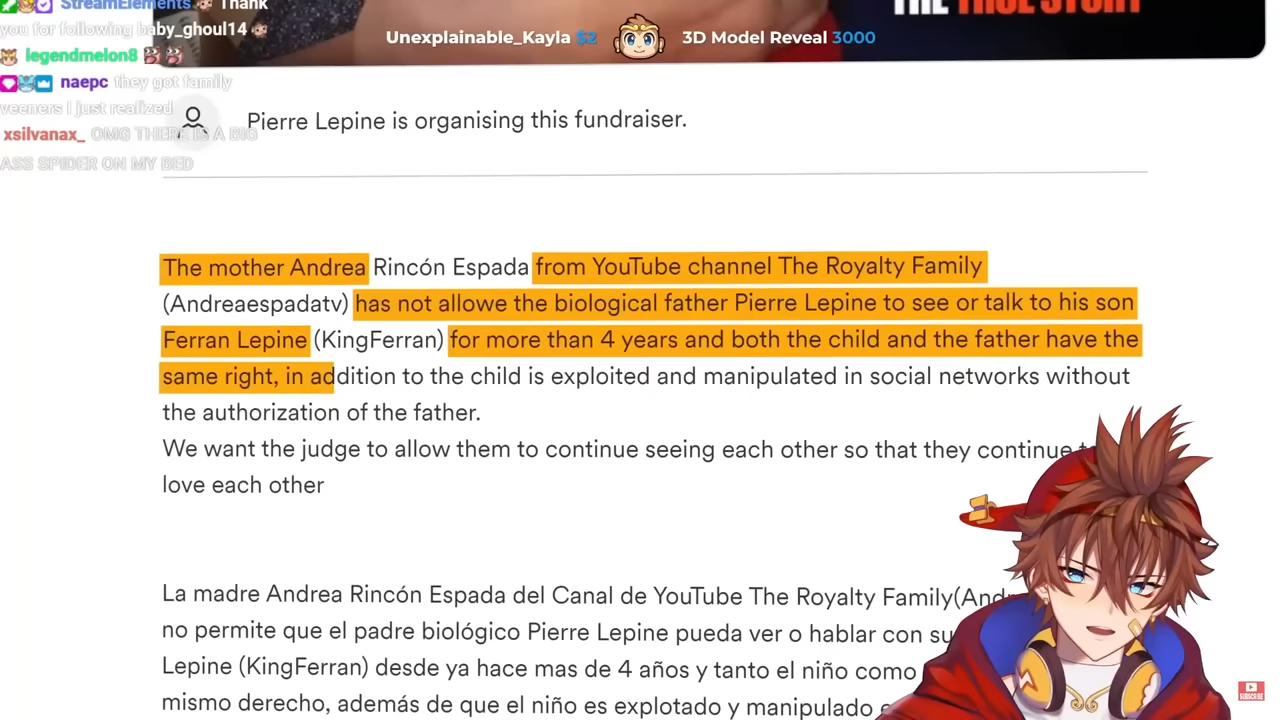 StreamElements Thank
you for following baby_ghoul14
legendmelon8
naepc they got family
veeners I just realized
xsilvanax_ OMG THERE IS A BIG
ASS SPIDER ON MY BED
THE TRUE STORY
Unexplainable_Kayla $2 3D Model Reveal 3000
Pierre Lepine is organising this fundraiser.
The mother Andrea Rincón Espada from YouTube channel The Royalty Family
(Andreaespadatv) has not allowe the biological father Pierre Lepine to see or talk to his son
Ferran Lepine (KingFerran) for more than 4 years and both the child and the father have the
same right, in addition to the child is exploited and manipulated in social networks without
the authorization of the father.
We want the judge to allow them to continue seeing each other so that they continue
love each other
La madre Andrea Rincón Espada del Canal de YouTube The Royalty Family(Andr
no permite que el padre biológico Pierre Lepine pueda ver o hablar con su
Lepine (KingFerran) desde ya hace mas de 4 años y tanto el niño como
mismo derecho, además de que el niño es explotado y manipulado
SUBSCRIBE